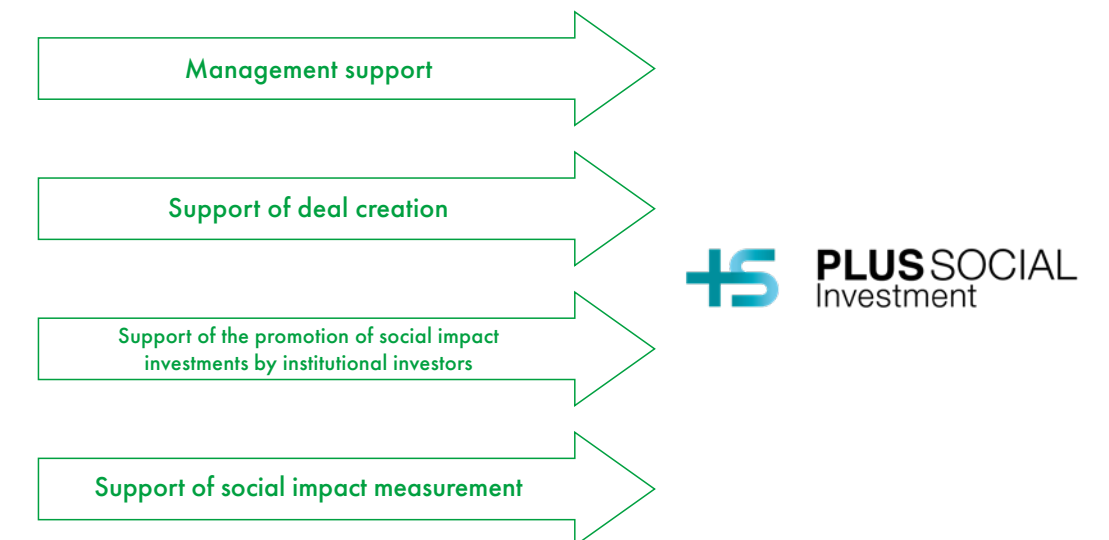 Management support
Support of deal creation
Support of the promotion of social impact
investments by institutional investors
Support of social impact measurement
+S
PLUS SOCIAL
Investment